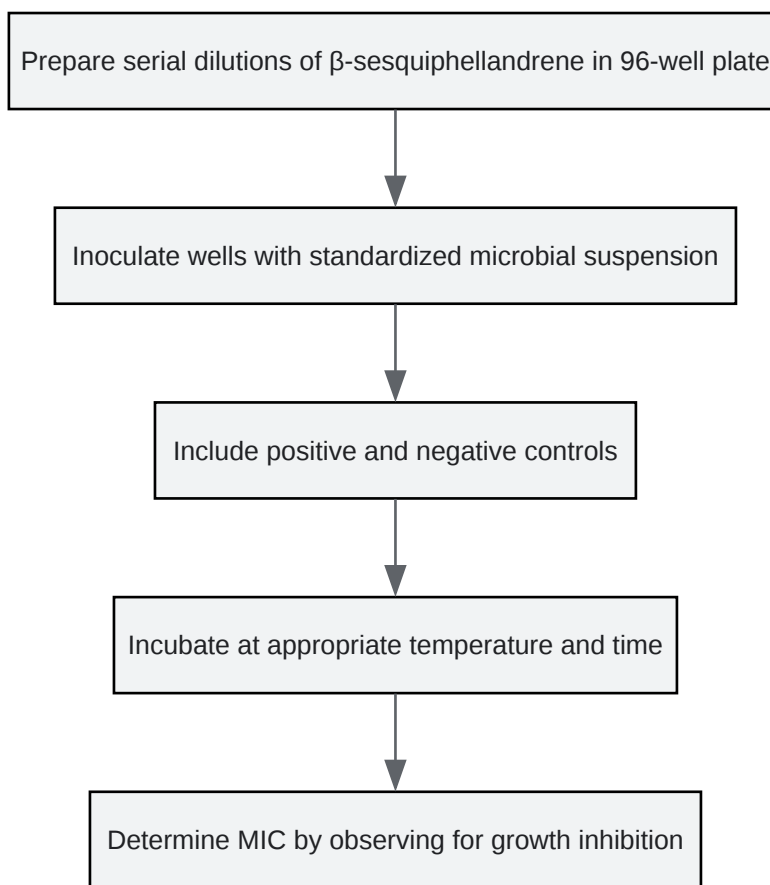 Prepare serial dilutions of β-sesquiphellandrene in 96-well plate
Inoculate wells with standardized microbial suspension
Include positive and negative controls
Incubate at appropriate temperature and time
Determine MIC by observing for growth inhibition